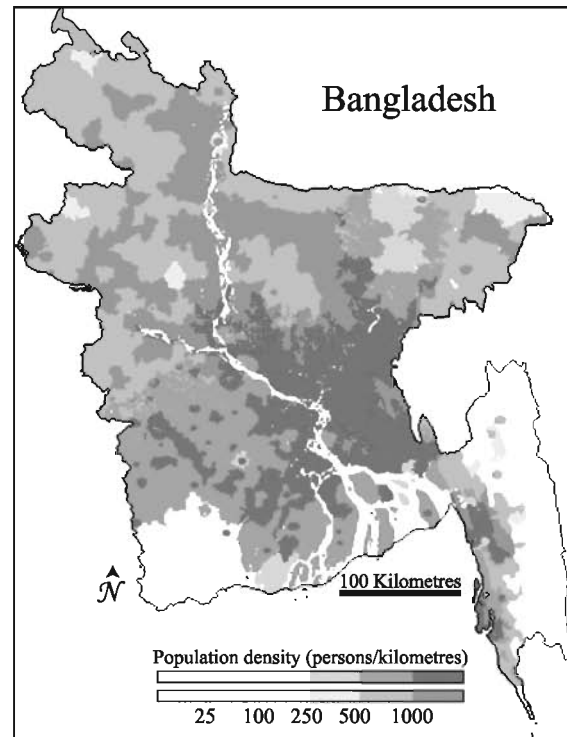 Bangladesh
N
100 Kilometres
Population density (persons/kilometres)
25 100 250 500 1000